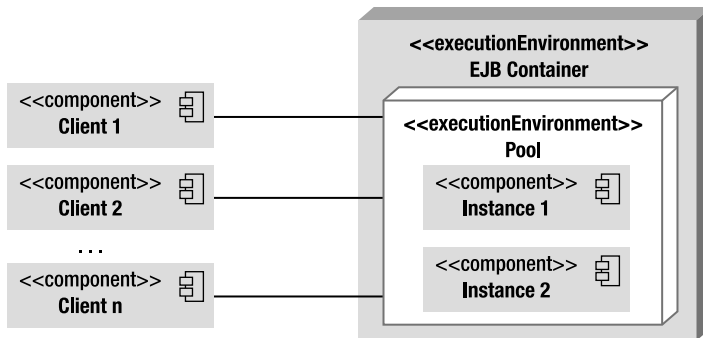 <<executionEnvironment>>
EJB Container
<<component>>
Client 1
<<executionEnvironment>>
Pool
<<component>>
Client 2
<<component>>
Instance 1
...
<<component>>
Client n
<<component>>
Instance 2